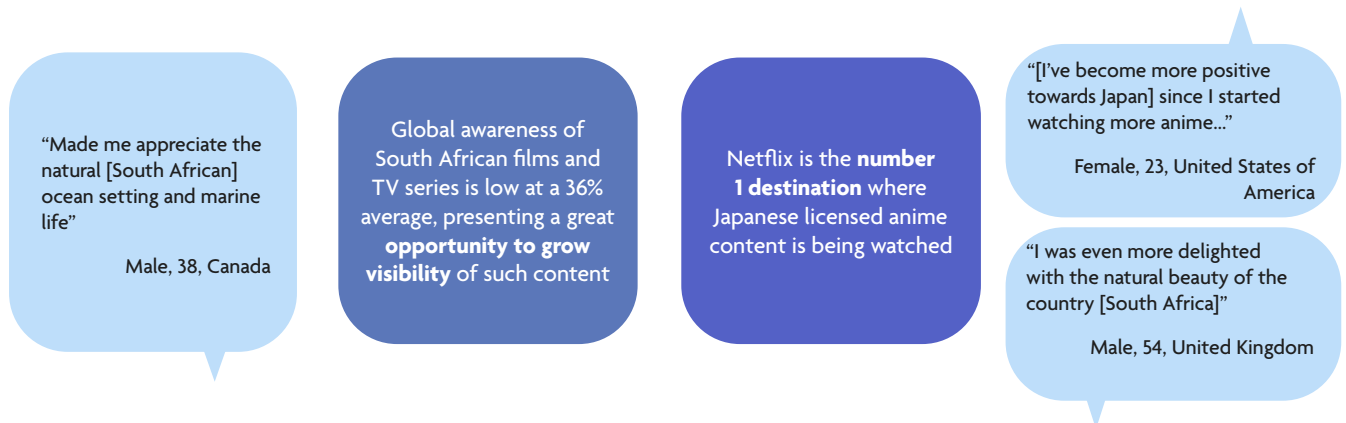 “Made me appreciate the
natural [South African]
ocean setting and marine
life”
Male, 38, Canada
Global awareness of
South African films and
TV series is low at a 36%
average, presenting a great
opportunity to grow
visibility of such content
Netflix is the number
1 destination where
Japanese licensed anime
content is being watched
“[I’ve become more positive
towards Japan] since I started
watching more anime...”
Female, 23, United States of
America
“I was even more delighted
with the natural beauty of the
country [South Africa]”
Male, 54, United Kingdom